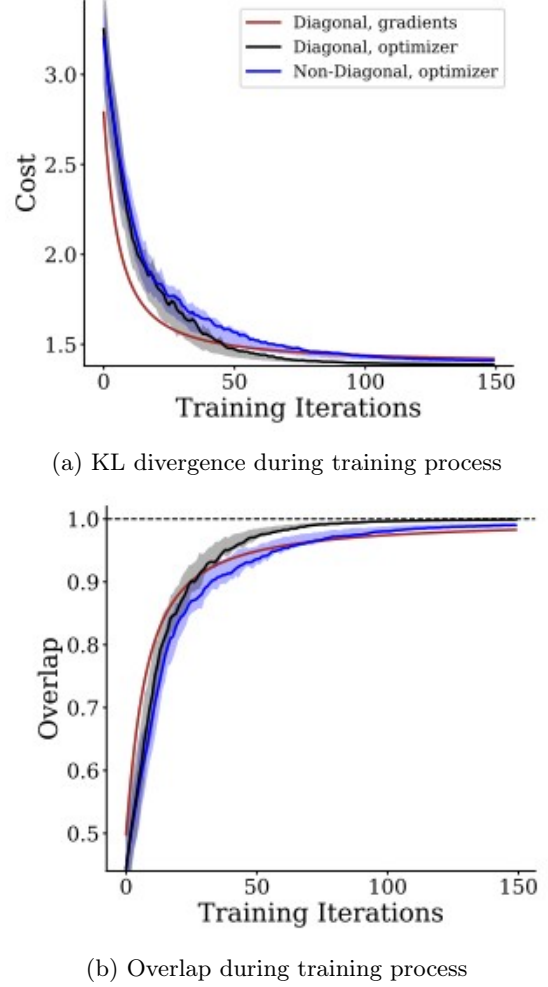 Diagonal, gradients
Diagonal, optimizer
Non-Diagonal, optimizer
3.0
2.5
2.0
1.5
Cost
0 50 100 150
Training Iterations
(a) KL divergence during training process
1.0
0.9
0.8
0.7
0.6
0.5
Overlap
0 50 100 150
Training Iterations
(b) Overlap during training process